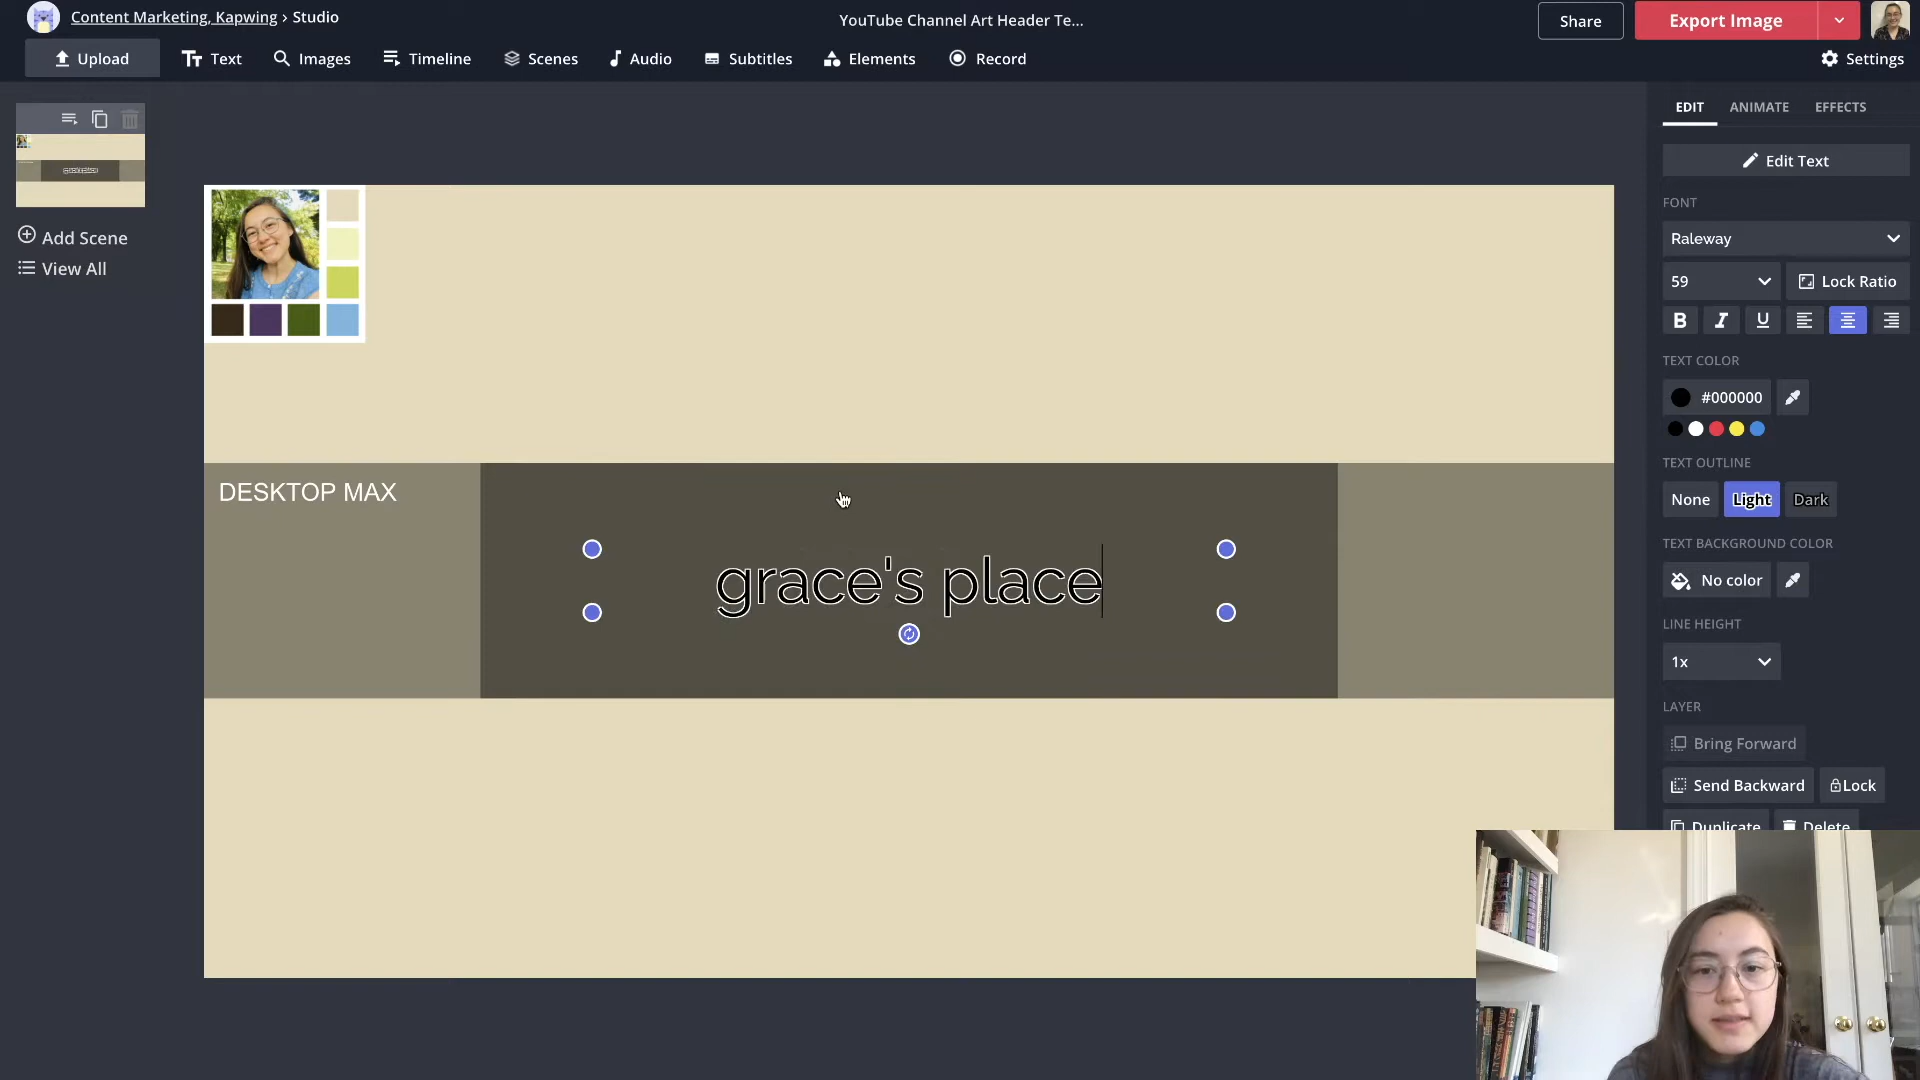 Content Marketing, Kapwing › Studio
YouTube Channel Art Header Te...
Share
Export Image
Upload
Text
Images
Timeline
Scenes
Audio
Subtitles
Elements
Record
Settings
Add Scene
View All
DESKTOP MAX
grace's place
EDIT
ANIMATE
EFFECTS
Edit Text
FONT
Raleway
59
Lock Ratio
B I U
TEXT COLOR
#000000
TEXT OUTLINE
None
Light
Dark
TEXT BACKGROUND COLOR
No color
LINE HEIGHT
1x
LAYER
Bring Forward
Send Backward
Lock
Duplicate
Delete